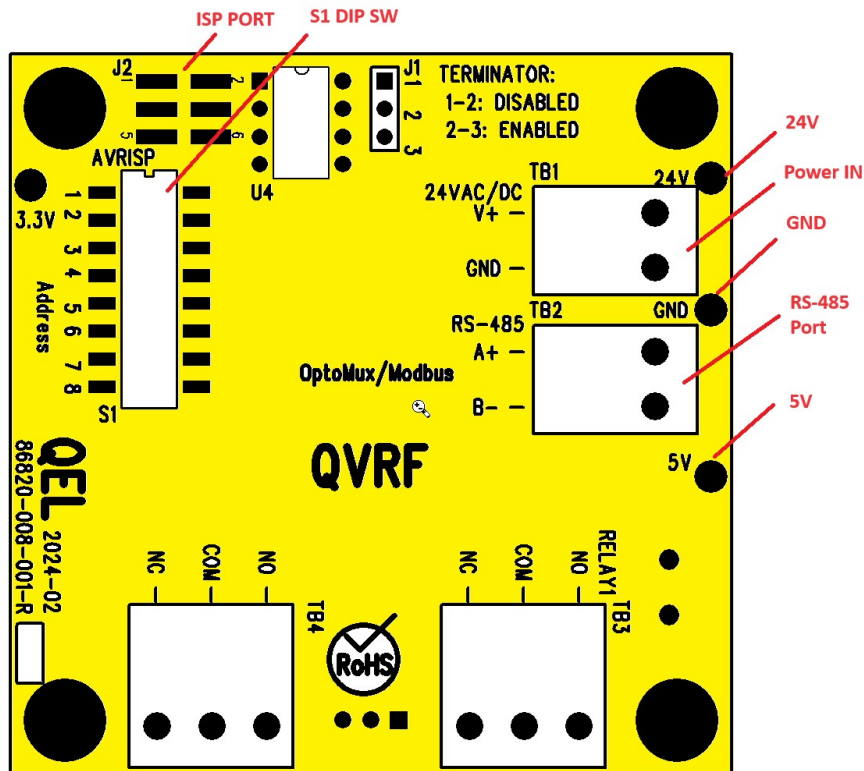 ISP PORT
S1 DIP SW
J2
1
2
5
6
AVRISP
U4
J1
1
2
3
TERMINATOR:
1-2: DISABLED
2-3: ENABLED
24V
Power IN
GND
RS-485
Port
5V
3.3V
1
2
3
4
5
6
7
8
Address
S1
TB1
24V
24VAC/DC
V+ -
GND -
TB2
GND
RS-485
A+ -
B- -
5V
OptoMux/Modbus
QVRF
QEL 2024-02
86820-008-001-R
NC
COM
NO
TB4
RoHS
NC
COM
NO
RELAY1
TB3